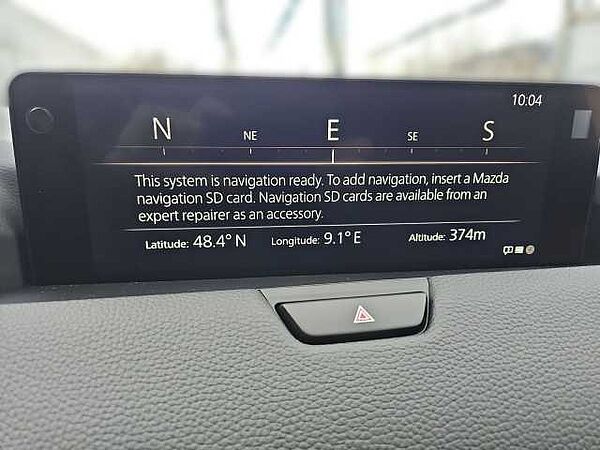 10:04
N NE E SE S
This system is navigation ready. To add navigation, insert a Mazda
navigation SD card. Navigation SD cards are available from an
expert repairer as an accessory.
Latitude: 48.4° N Longitude: 9.1° E Altitude: 374m